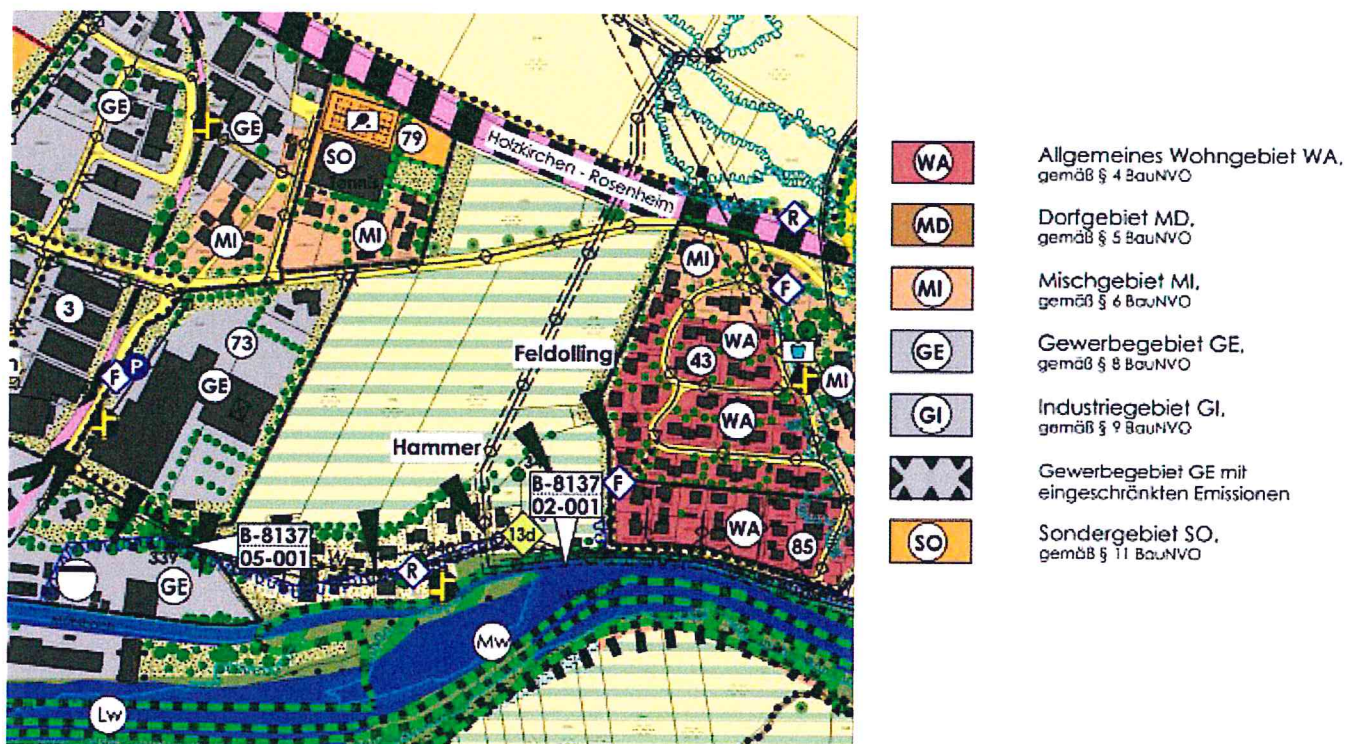 GE
GE
79
SO
Holzkirchen - Rosenheim
R
MI
MI
MI
F
3
73
WA
43
Feldolling
P
F
GE
MI
WA
Hammer
F
B-8137
02-001
WA
13d
B-8137
05-001
85
339
R
GE
Mw
Lw
WA
Allgemeines Wohngebiet WA,
gemäß § 4 BauNVO
MD
Dorfgebiet MD,
gemäß § 5 BauNVO
MI
Mischgebiet MI,
gemäß § 6 BauNVO
GE
Gewerbegebiet GE,
gemäß § 8 BauNVO
GI
Industriegebiet GI,
gemäß § 9 BauNVO
Gewerbegebiet GE mit
eingeschränkten Emissionen
SO
Sondergebiet SO,
gemäß § 11 BauNVO